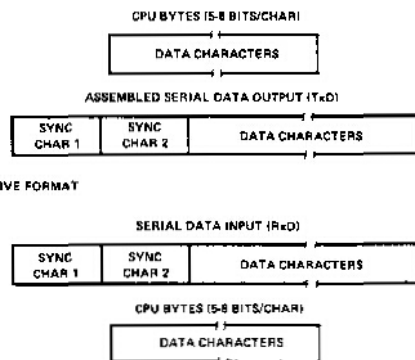 CPU BYTES (5-8 BITS/CHAR)
DATA CHARACTERS
ASSEMBLED SERIAL DATA OUTPUT (TxD)
SYNC CHAR 1
SYNC CHAR 2
DATA CHARACTERS
IVE FORMAT
SERIAL DATA INPUT (RxD)
SYNC CHAR 1
SYNC CHAR 2
DATA CHARACTERS
CPU BYTES (5-8 BITS/CHAR)
DATA CHARACTERS